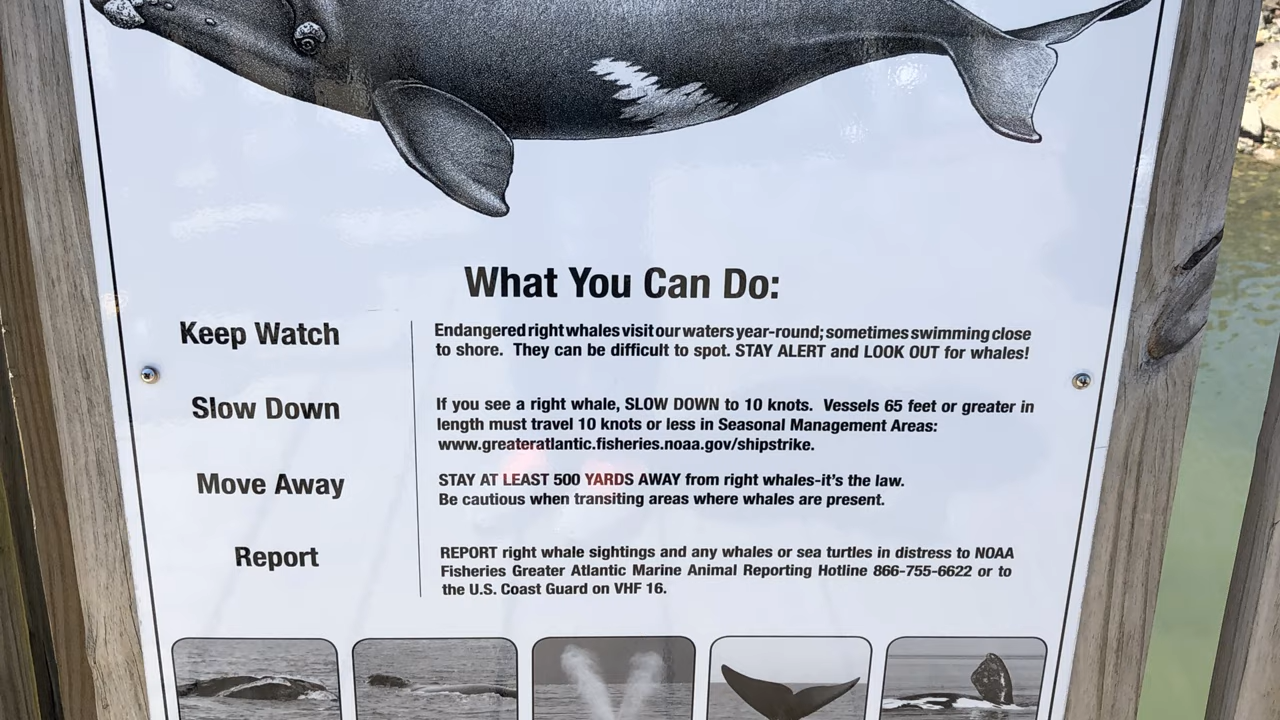 What You Can Do:
Keep Watch
Endangered right whales visit our waters year-round; sometimes swimming close
to shore. They can be difficult to spot. STAY ALERT and LOOK OUT for whales!
Slow Down
If you see a right whale, SLOW DOWN to 10 knots. Vessels 65 feet or greater in
length must travel 10 knots or less in Seasonal Management Areas:
www.greateratlantic.fisheries.noaa.gov/shipstrike.
Move Away
STAY AT LEAST 500 YARDS AWAY from right whales-it's the law.
Be cautious when transiting areas where whales are present.
Report
REPORT right whale sightings and any whales or sea turtles in distress to NOAA
Fisheries Greater Atlantic Marine Animal Reporting Hotline 866-755-6622 or to
the U.S. Coast Guard on VHF 16.